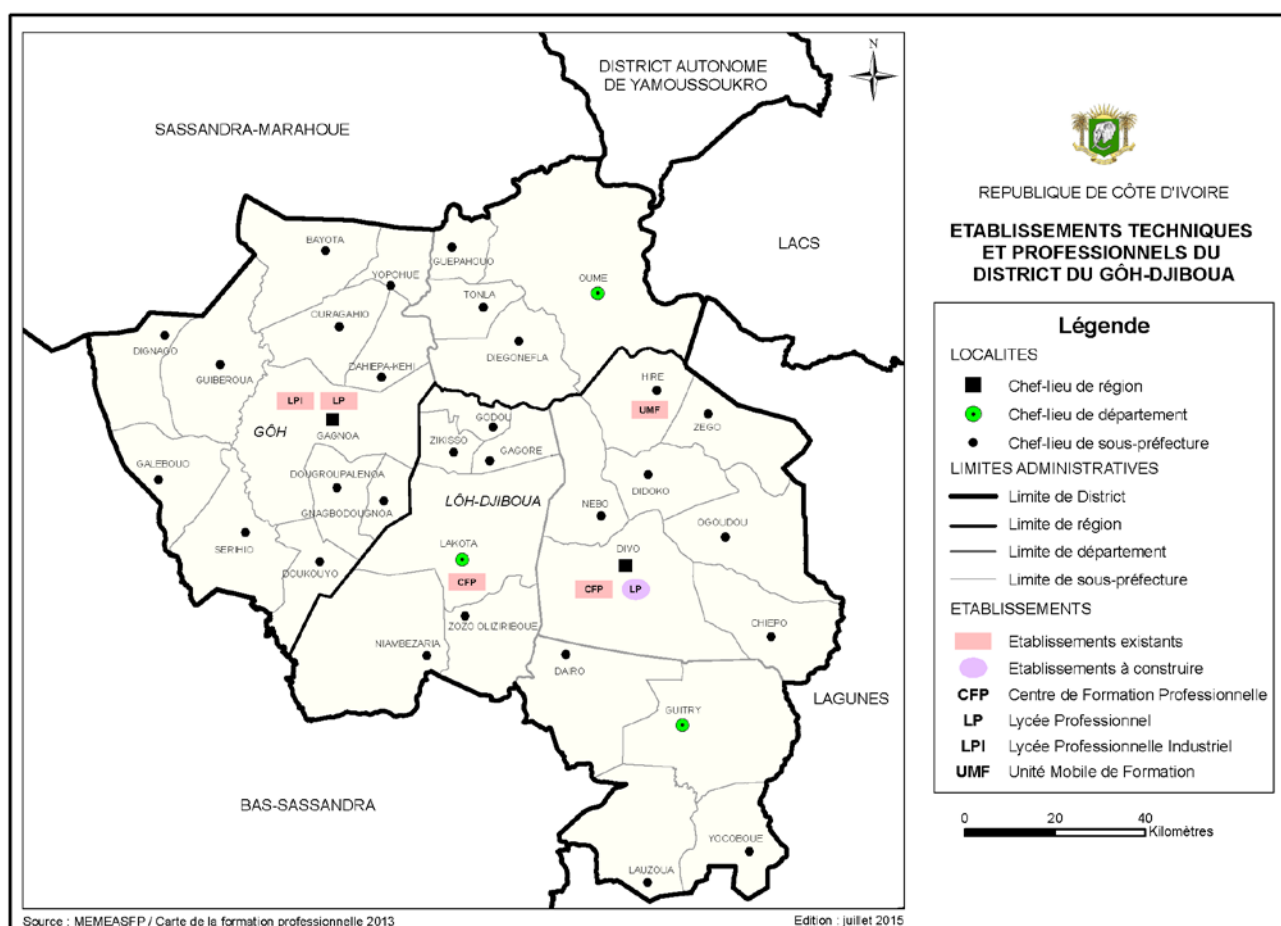 N
DISTRICT AUTONOME
DE YAMOUSSOUKRO
SASSANDRA-MARAHOUE
LACS
BAYOTA
GUEPAHOUO
YOPOHUE
OUME
TONLA
OURAGAHIO
DIGNAGO
DIEGONEFLA
GUIBEROUA
DAHIEPA-KEHI
HIRE
LPI
LP
UMF
ZEGO
GÔH
GAGNOA
GODOU
ZIKISSO
GAGORE
GALEBOUO
DOUGROUPALENOA
DIDOKO
GNAGBODOUGNOA
LÔH-DJIBOUA
NEBO
OGOUDOU
SERIHIO
LAKOTA
DIVO
DOUKOUYO
CFP
CFP
LP
ZOZO OLIZIRIBOUE
CHIEPO
NIAMBEZARIA
DAIRO
LAGUNES
GUITRY
BAS-SASSANDRA
YOCOBOUE
LAUZOUA
Source : MEMEASFP / Carte de la formation professionnelle 2013
Edition : juillet 2015
REPUBLIQUE DE CÔTE D'IVOIRE
ETABLISSEMENTS TECHNIQUES
ET PROFESSIONNELS DU
DISTRICT DU GÔH-DJIBOUA
Légende
LOCALITES
Chef-lieu de région
Chef-lieu de département
Chef-lieu de sous-préfecture
LIMITES ADMINISTRATIVES
Limite de District
Limite de région
Limite de département
Limite de sous-préfecture
ETABLISSEMENTS
Etablissements existants
Etablissements à construire
CFP Centre de Formation Professionnelle
LP Lycée Professionnel
LPI Lycée Professionnelle Industriel
UMF Unité Mobile de Formation
0 20 40
Kilomètres